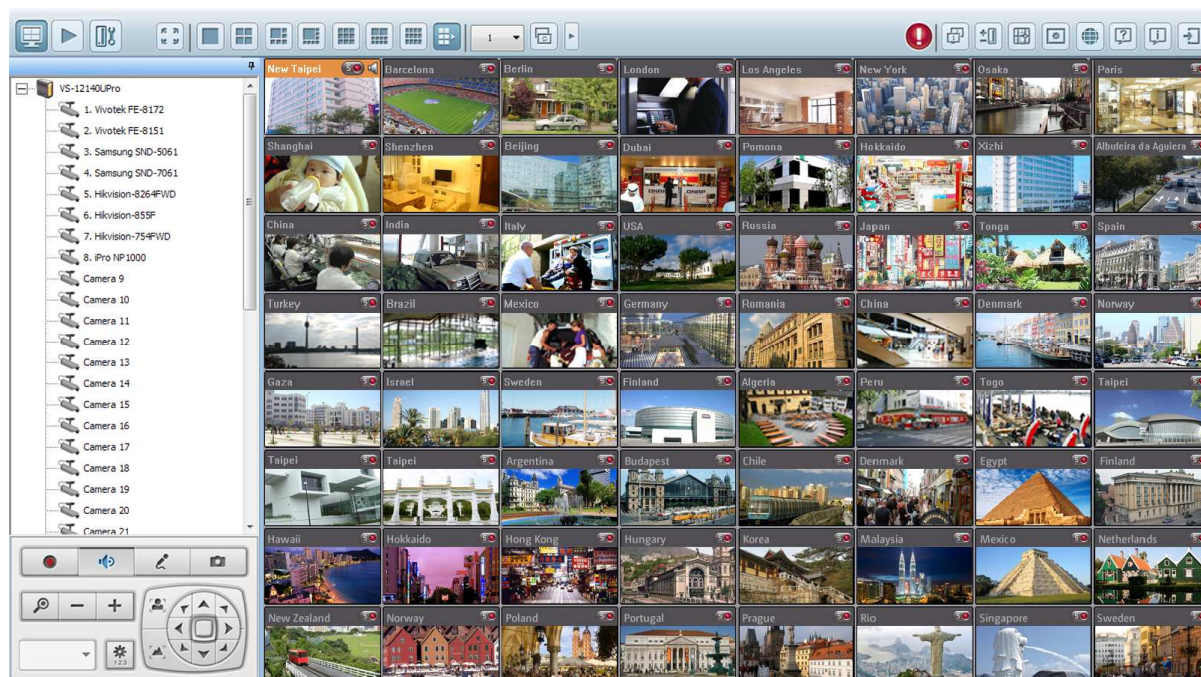 1
VS-12140UPro
1. Vivotek FE-8172
2. Vivotek FE-8151
3. Samsung SND-5061
4. Samsung SND-7061
5. Hikvision-8264FWD
6. Hikvision-855F
7. Hikvision-754FWD
8. iPro NP1000
Camera 9
Camera 10
Camera 11
Camera 12
Camera 13
Camera 14
Camera 15
Camera 16
Camera 17
Camera 18
Camera 19
Camera 20
Camera 21
1 2 3
New Taipei Barcelona Berlin London Los Angeles New York Osaka Paris
Shanghai Shenzhen Beijing Dubai Pomona Hokkaido Xizhi Albufeira da Aguiera
China India Italy USA Russia Japan Tonga Spain
Turkey Brazil Mexico Germany Romania China Denmark Norway
Gaza Israel Sweden Finland Algeria Peru Togo Taipei
Taipei Taipei Argentina Budapest Chile Denmark Egypt Finland
Hawaii Hokkaido Hong Kong Hungary Korea Malaysia Mexico Netherlands
New Zealand Norway Poland Portugal Prague Rio Singapore Sweden